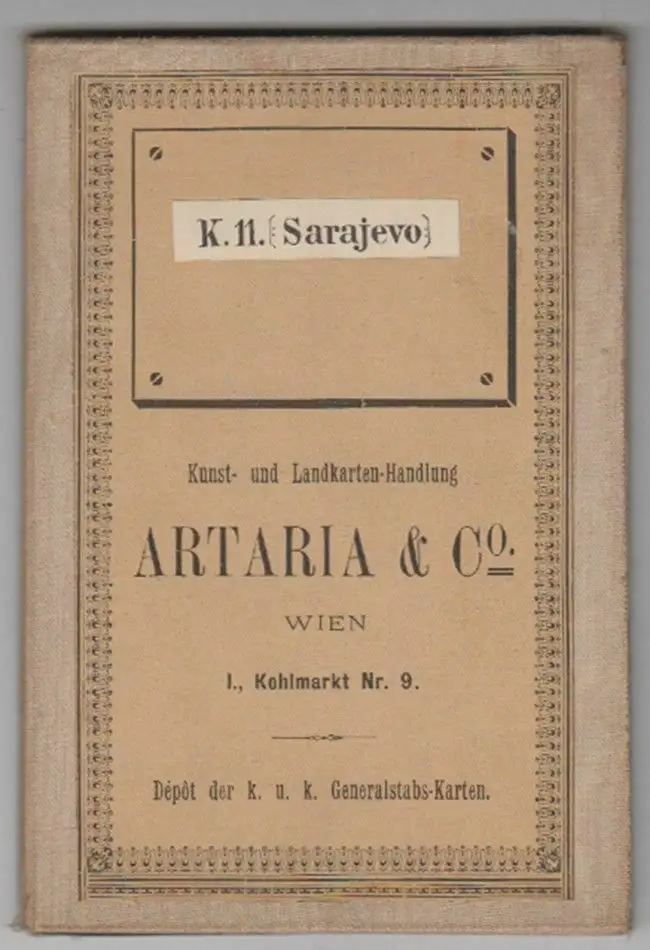 K. 11. {Sarajevo}
Kunst- und Landkarten-Handlung
ARTARIA & Cº.
WIEN
I., Kohlmarkt Nr. 9.
Dépôt der k. u. k. Generalstabs-Karten.